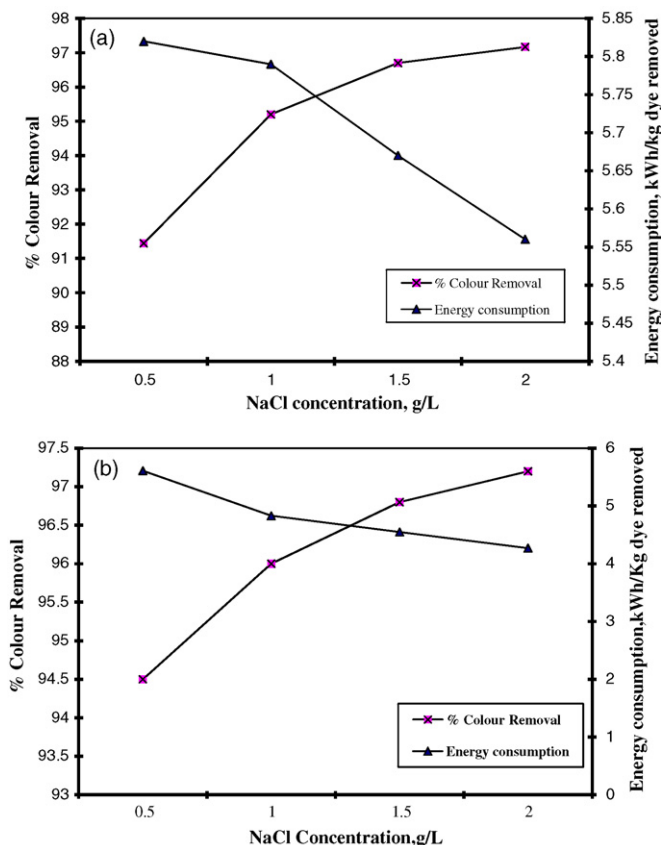 (a)
98
97
96
95
94
93
92
91
90
89
88
% Colour Removal
5.85
5.8
5.75
5.7
5.65
5.6
5.55
5.5
5.45
5.4
Energy consumption, kWh/kg dye removed
% Colour Removal
Energy consumption
0.5 1 1.5 2
NaCl concentration, g/L
(b)
97.5
97
96.5
96
95.5
95
94.5
94
93.5
93
% Colour Removal
6
5
4
3
2
1
0
Energy consumption,kWh/Kg dye removed
% Colour Removal
Energy consumption
0.5 1 1.5 2
NaCl Concentration,g/L